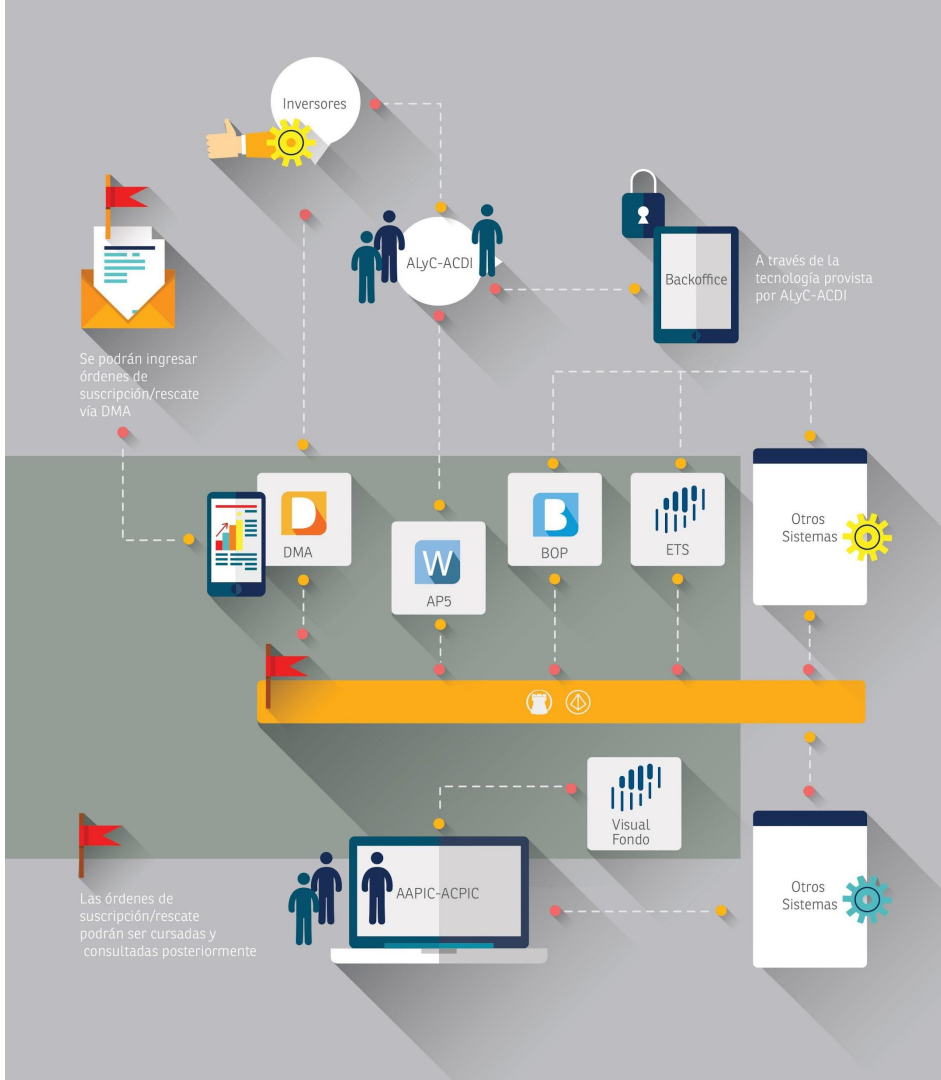 Inversores
ALyC-ACDI
Backoffice
A través de la
tecnología provista
por ALyC-ACDI
Se podrán ingresar
órdenes de
suscripción/rescate
vía DMA
DMA
W
AP5
BOP
ETS
Otros
Sistemas
Visual
Fondo
AAPIC-ACPIC
Otros
Sistemas
Las órdenes de
suscripción/rescate
podrán ser cursadas y
consultadas posteriormente